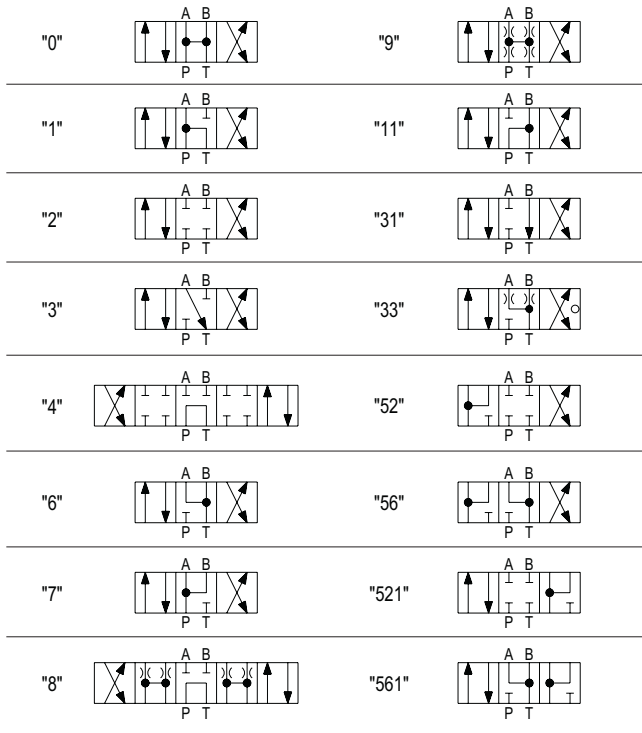 A B A B
"0" "9"
P T P T
A B A B
"1" "11"
P T P T
A B A B
"2" "31"
P T P T
A B A B
"3" "33"
P T P T
A B A B
"4" "52"
P T P T
A B A B
"6" "56"
P T P T
A B A B
"7" "521"
P T P T
A B A B
"8" "561"
P T P T